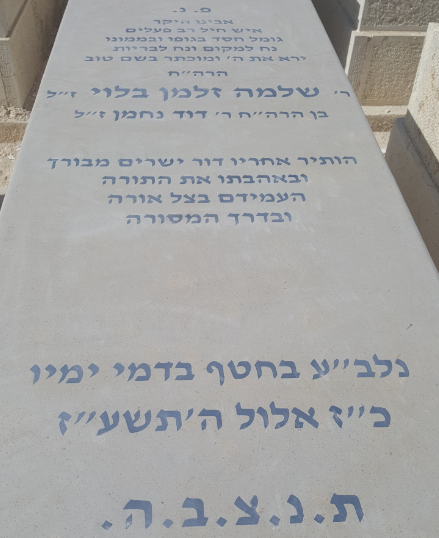 פ. נ.
אבינו היקר
איש חיל רב פעלים
גומל חסד בגופו ובממונו
נח למקום ונח לבריות
ירא את ה' ומוכתר בשם טוב
הרה"ח
ר' שלמה זלמן בלוי ז"ל
בן הרה"ח ר' דוד נחמן ז"ל
הותיר אחריו דור ישרים מבורך
ובאהבתו את התורה
העמידם בצל אורה
ובדרך המסורה
נלב"ע בחטף בדמי ימיו
כ"ז אלול ה'תשע"ז
ת.נ.צ.ב.ה.